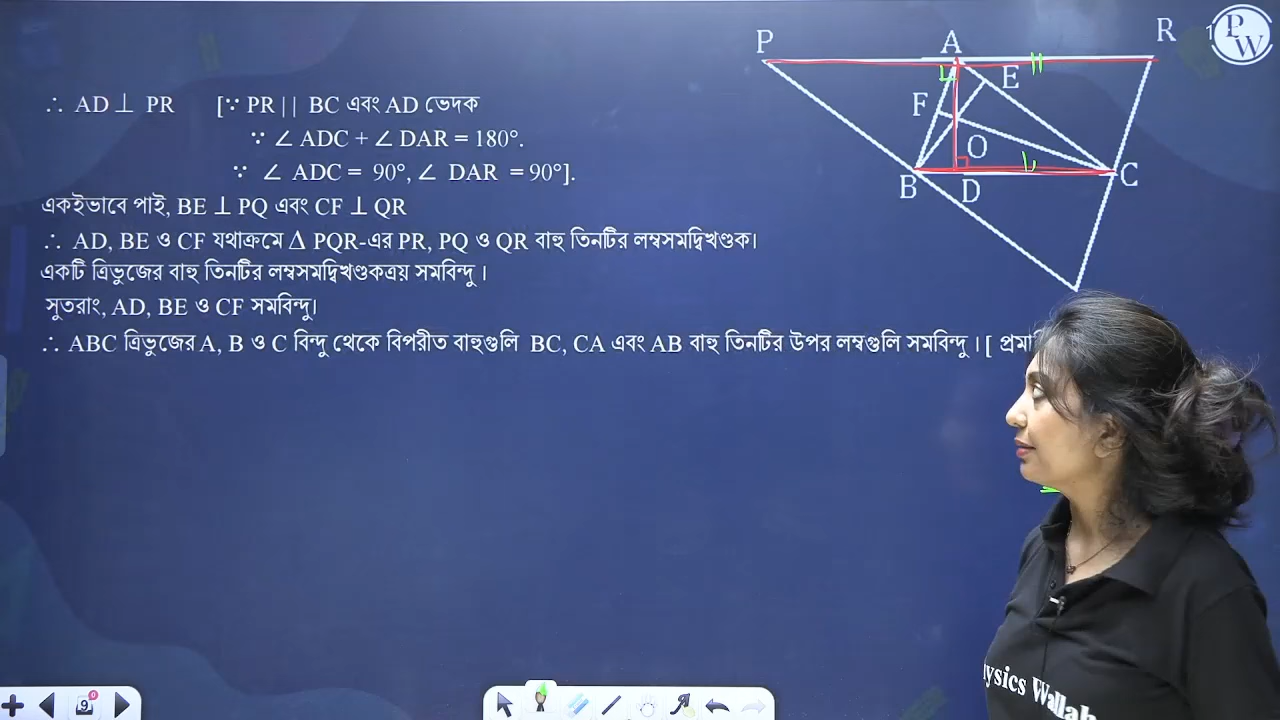 ∴ AD ⊥ PR [∵ PR || BC এবং AD ভেদক
∵ ∠ ADC + ∠ DAR = 180°.
∵ ∠ ADC = 90°, ∠ DAR = 90°].
একইভাবে পাই, BE ⊥ PQ এবং CF ⊥ QR
∴ AD, BE ও CF যথাক্রমে Δ PQR-এর PR, PQ ও QR বাহু তিনটির লম্বসমদ্বিখণ্ডক।
একটি ত্রিভুজের বাহু তিনটির লম্বসমদ্বিখণ্ডকত্রয় সমবিন্দু।
সুতরাং, AD, BE ও CF সমবিন্দু।
∴ ABC ত্রিভুজের A, B ও C বিন্দু থেকে বিপরীত বাহুগুলি BC, CA এবং AB বাহু তিনটির উপর লম্বগুলি সমবিন্দু। [
P A R
E
F
O
B D C
PW
9
0
Wallah